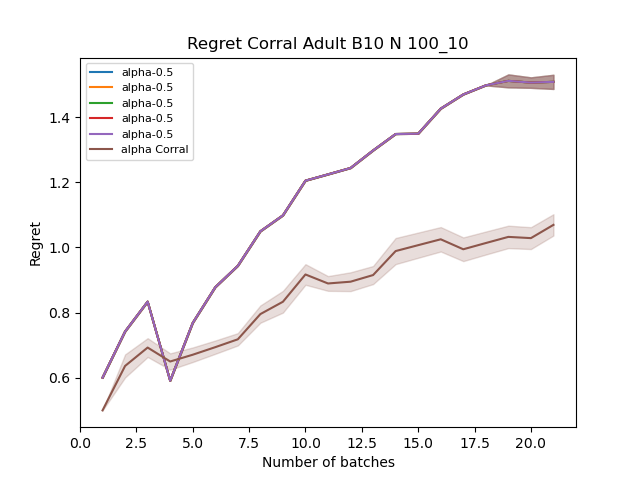 Regret Corral Adult B10 N 100_10
alpha-0.5
alpha-0.5
alpha-0.5
alpha-0.5
alpha-0.5
alpha Corral
Regret
1.4
1.2
1.0
0.8
0.6
0.0 2.5 5.0 7.5 10.0 12.5 15.0 17.5 20.0
Number of batches